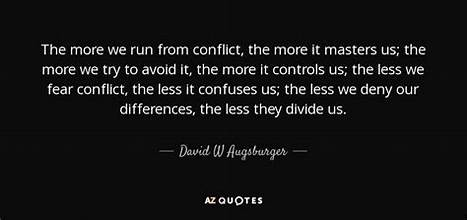 The more we run from conflict, the more it masters us; the
more we try to avoid it, the more it controls us; the less we
fear conflict, the less it confuses us; the less we deny our
differences, the less they divide us.
— David W Augsburger —
AZ QUOTES